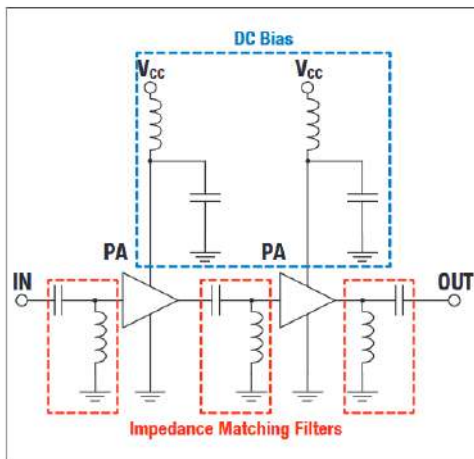 DC Bias
Vcc Vcc
PA PA
IN OUT
Impedance Matching Filters